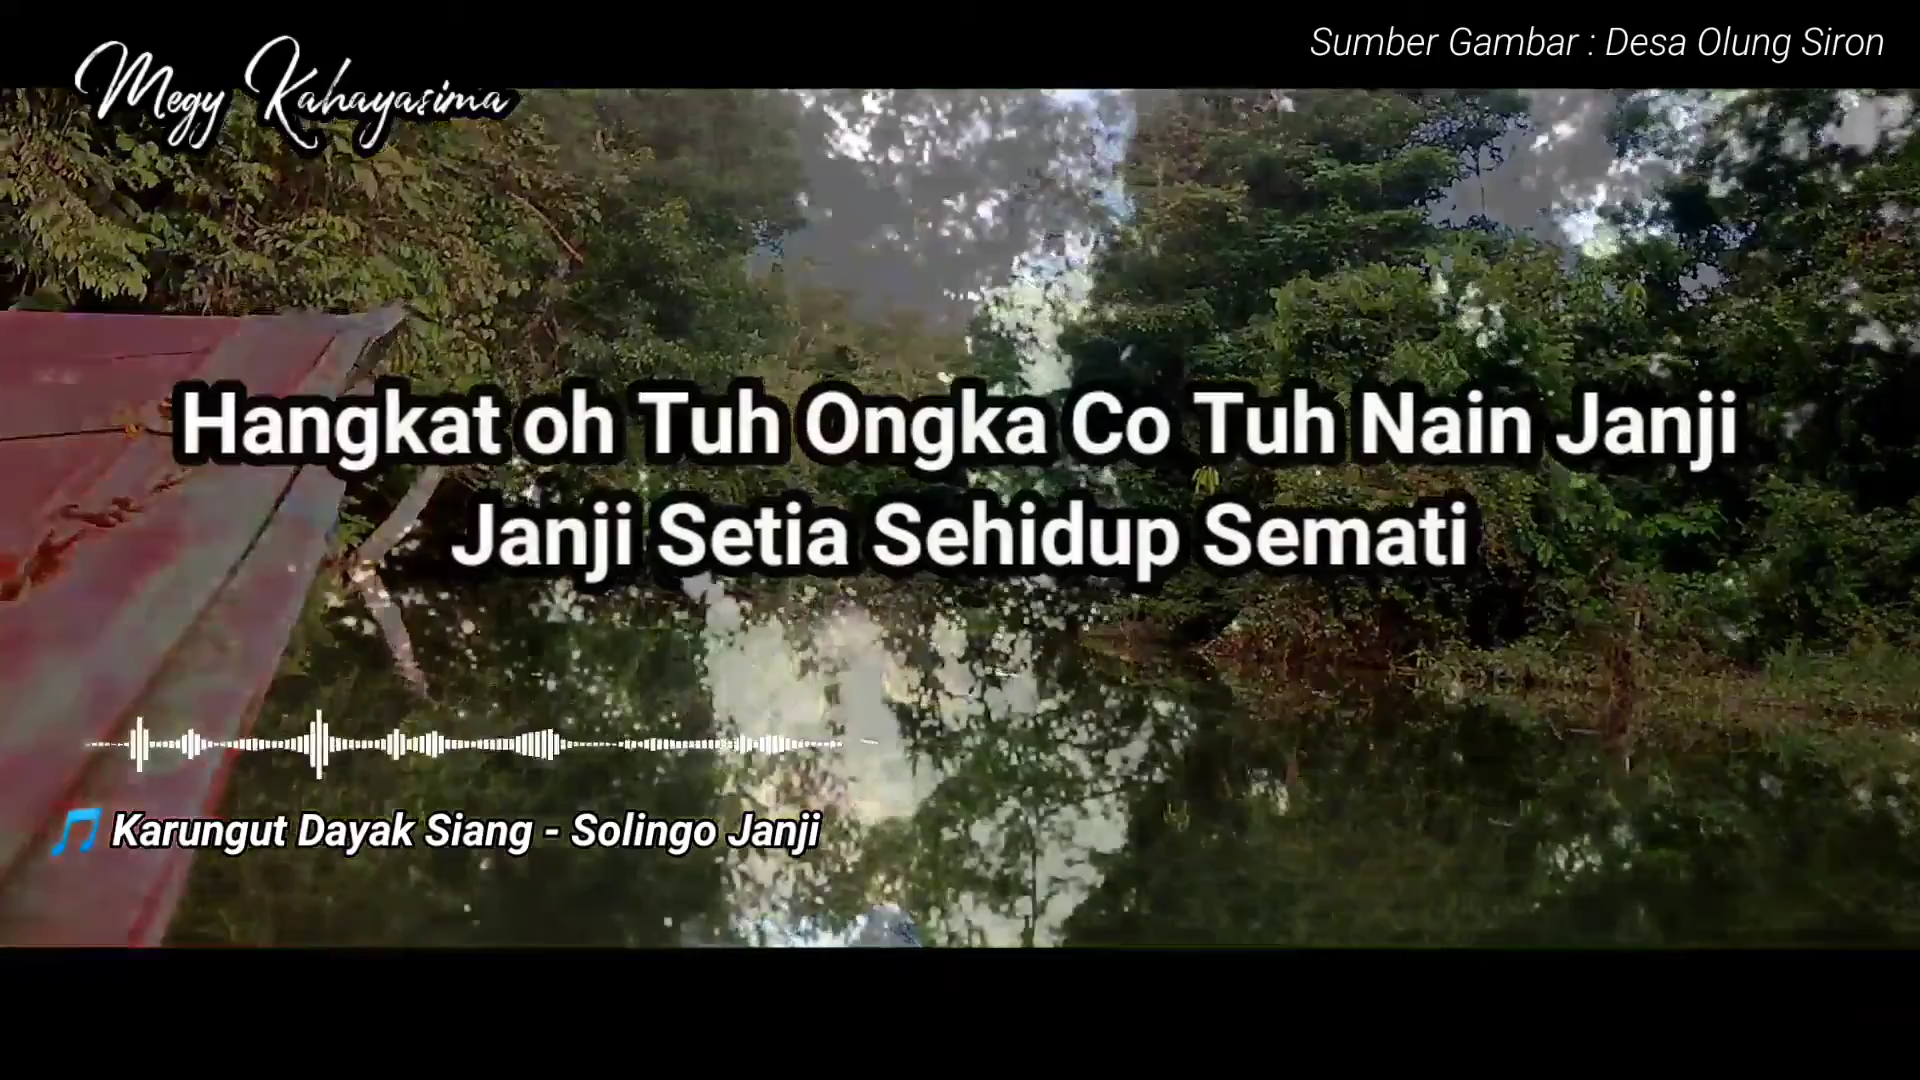 Megy Kahayasima
Sumber Gambar : Desa Olung Siron
Hangkat oh Tuh Ongka Co Tuh Nain Janji
Janji Setia Sehidup Semati
Karungut Dayak Siang - Solingo Janji